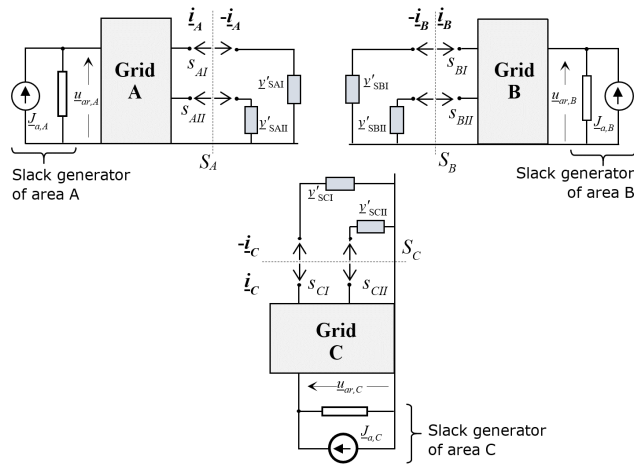 i_A -i_A
Grid A
s_AI
s_AII
y'_SAI
y'_SAII
u_ar,A
J_a,A
S_A
Slack generator
of area A
-i_B i_B
Grid B
s_BI
s_BII
y'_SBI
y'_SBII
u_ar,B
J_a,B
S_B
Slack generator
of area B
y'_SCI
y'_SCII
-i_C
S_C
i_C
s_CI
s_CII
Grid C
u_ar,C
J_a,C
Slack generator
of area C